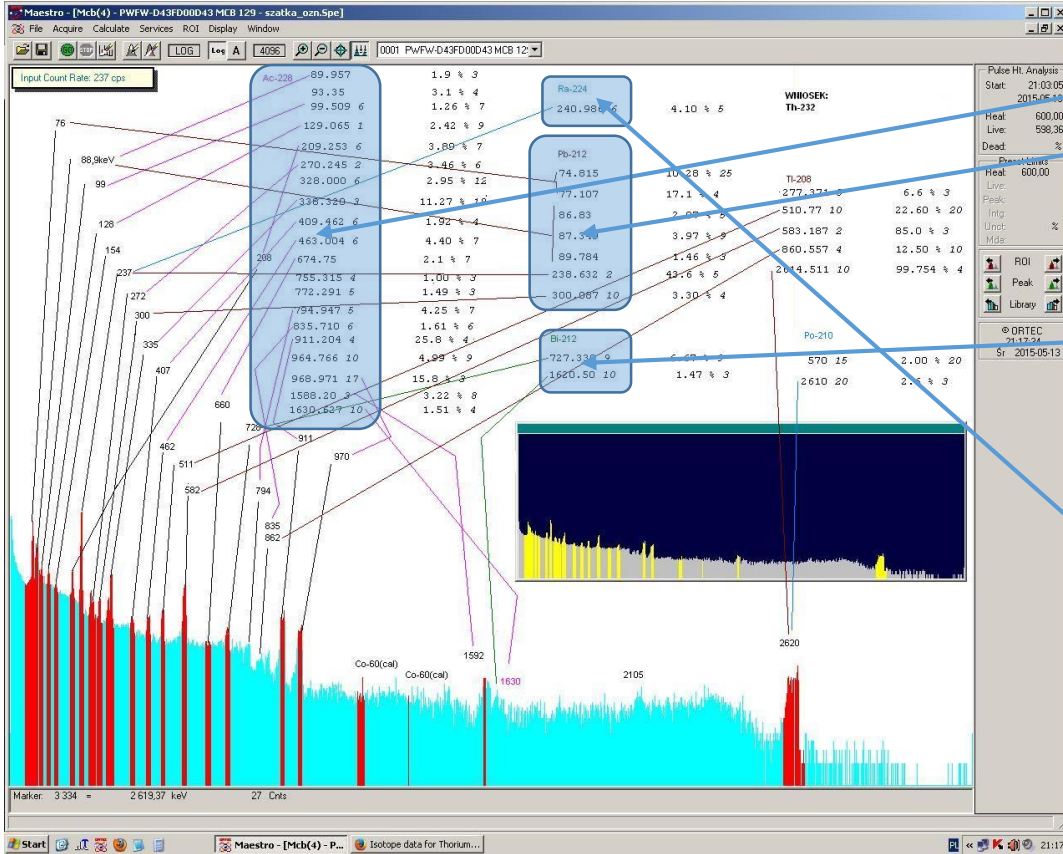 Maestro - [Mcb(4) - PWFW-D43FD00D43 MCB 129 - szatka_ozn.Spe]
File Acquire Calculate Services ROI Display Window
GO STOP LOG Log A 4096 0001 PWFW-D43FD00D43 MCB 12
Input Count Rate: 237 cps
Ac-228
89.957 1.9 % 3
93.35 3.1 % 4
99.509 6 1.26 % 7
129.065 1 2.42 % 9
209.253 6 3.89 % 7
270.245 2 3.46 % 6
328.000 6 2.95 % 12
338.320 3 11.27 %
409.462 6 1.92 % 4
463.004 6 4.40 % 7
674.75 2.1 % 7
755.315 4 1.00 % 3
772.291 5 1.49 % 3
794.947 5 4.25 % 7
835.710 6 1.61 % 6
911.204 4 25.8 % 4
964.766 10 4.99 % 9
968.971 17 15.8 % 3
1588.20 3 3.22 % 8
1630.627 10 1.51 % 4
Ra-224
240.986 6 4.10 % 5
Pb-212
74.815 10.28 % 25
77.107 17.1 % 4
86.83
87.349 3.97 % 9
89.784 1.46 % 3
238.632 2 43.6 % 5
300.087 10 3.30 % 4
Bi-212
727.330 9
1620.50 10 1.47 % 3
WNIOSEK:
Th-232
Tl-208
277.371 6.6 % 3
510.77 10 22.60 % 20
583.187 2 85.0 % 3
860.557 4 12.50 % 10
2614.511 10 99.754 % 4
Po-210
570 15 2.00 % 20
2610 20 % 3
76
88,9keV
99
128
154
237
208
272
300
335
407
660
462
728
511
582
911
970
794
835
862
1592
1630
Co-60(cal)
Co-60(cal)
2105
2620
Pulse Ht. Analysis
Start: 21:03:05
2015-05-13
Real: 600,00
Live: 598,36
Dead: %
Preset Limits
Real: 600,00
Live:
Peak:
Intg:
Unct: %
Mda:
ROI
Peak
Library
© ORTEC
21:17:24
Śr 2015-05-13
Marker: 3 334 = 2 619,37 keV 27 Cnts
Start
Maestro - [Mcb(4) - P...
Isotope data for Thorium...
PL
21:17